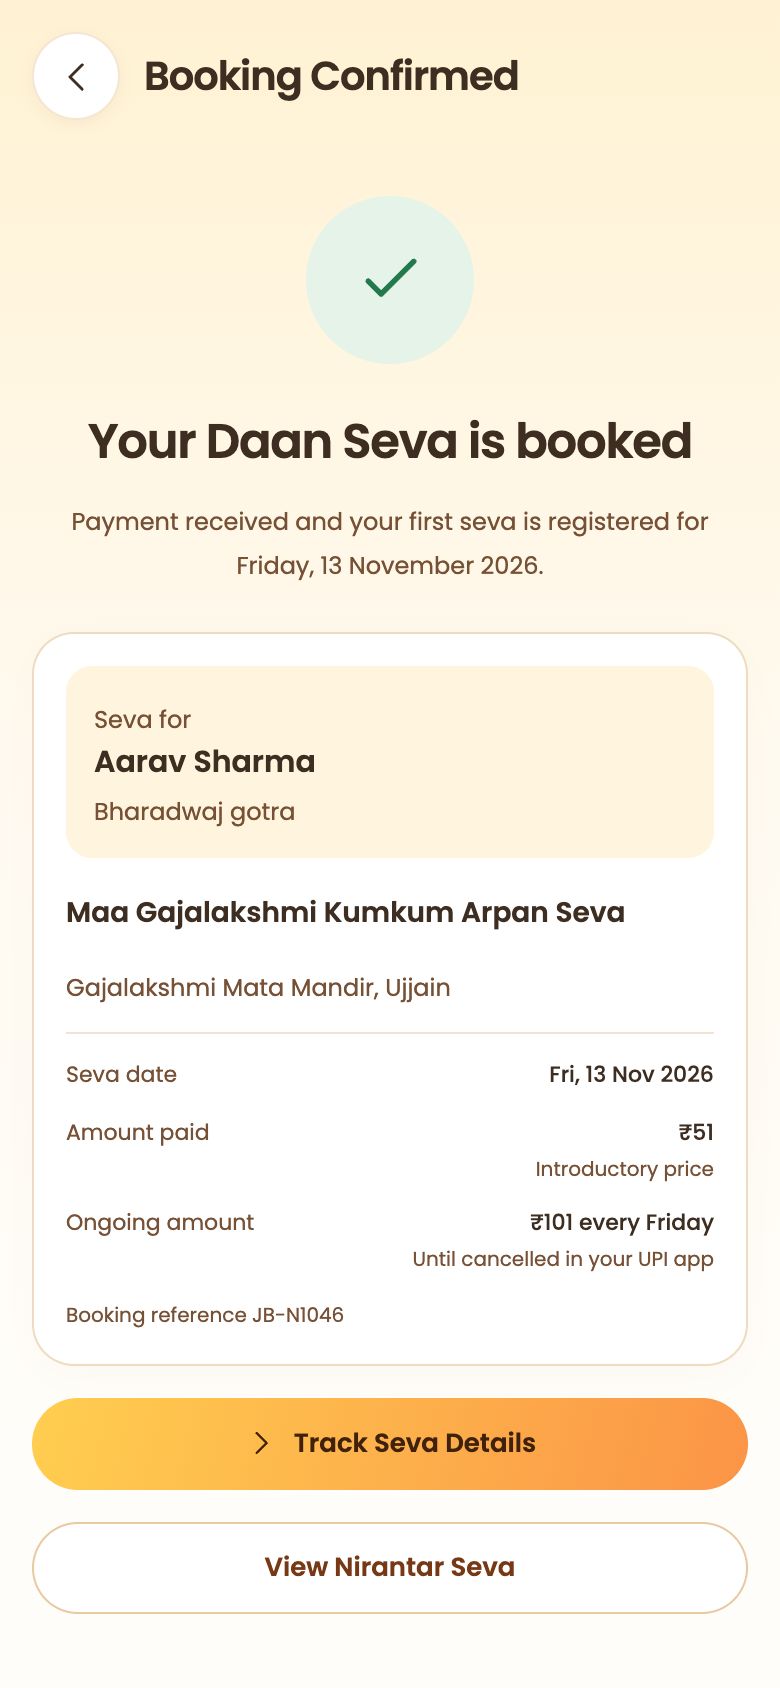 Booking Confirmed
Your Daan Seva is booked
Payment received and your first seva is registered for
Friday, 13 November 2026.
Seva for
Aarav Sharma
Bharadwaj gotra
Maa Gajalakshmi Kumkum Arpan Seva
Gajalakshmi Mata Mandir, Ujjain
Seva date Fri, 13 Nov 2026
Amount paid ₹51
Introductory price
Ongoing amount ₹101 every Friday
Until cancelled in your UPI app
Booking reference JB-N1046
Track Seva Details
View Nirantar Seva